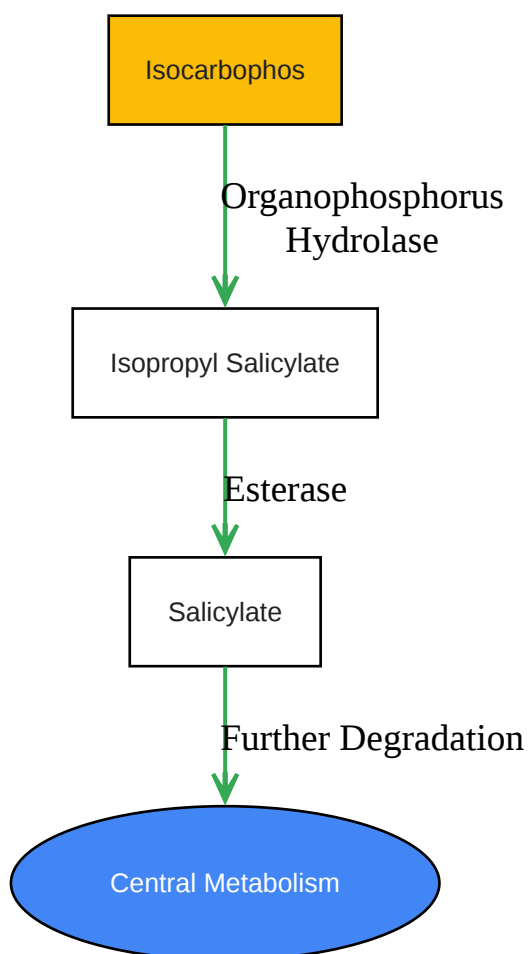 Isocarbophos
Organophosphorus
Hydrolase
Isopropyl Salicylate
Esterase
Salicylate
Further Degradation
Central Metabolism